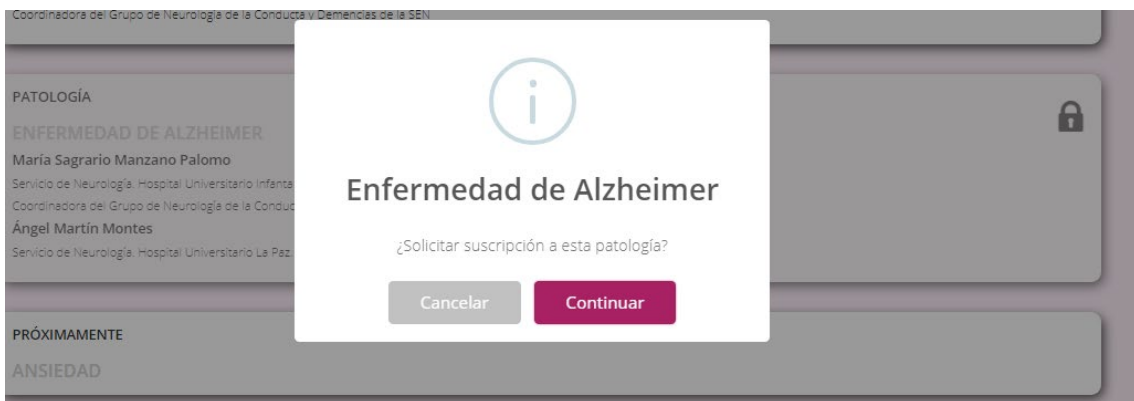 Coordinadora del Grupo de Neurología de la Conducta y Demencias de la SEN
PATOLOGÍA
ENFERMEDAD DE ALZHEIMER
María Sagrario Manzano Palomo
Servicio de Neurología. Hospital Universitario Infanta
Coordinadora del Grupo de Neurología de la Conduc
Ángel Martín Montes
Servicio de Neurología. Hospital Universitario La Paz.
i
Enfermedad de Alzheimer
¿Solicitar suscripción a esta patología?
Cancelar Continuar
PRÓXIMAMENTE
ANSIEDAD